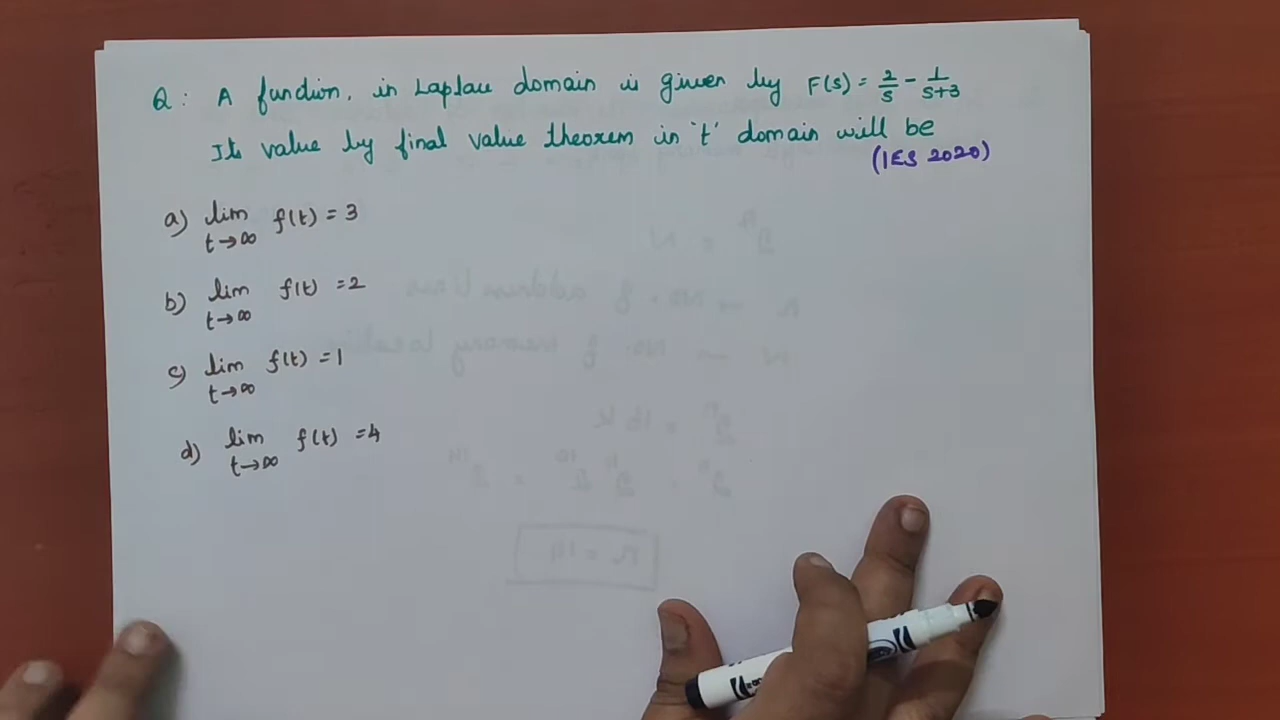 Q: A function, in Laplace domain is given by F(s) = 2/s - 1/s+3
Its value by final value theorem in 't' domain will be
(IES 2020)
a) lim t→∞ f(t) = 3
b) lim t→∞ f(t) = 2
c) lim t→∞ f(t) = 1
d) lim t→∞ f(t) = 4